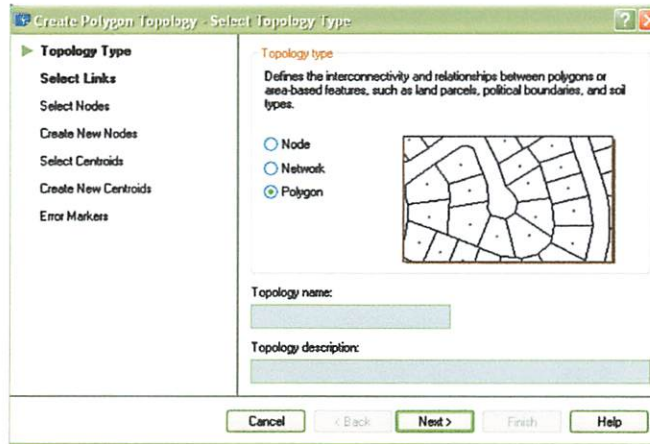 Create Polygon Topology - Select Topology Type
Topology Type
Select Links
Select Nodes
Create New Nodes
Select Centroids
Create New Centroids
Error Markers
Topology type
Defines the interconnectivity and relationships between polygons or
area-based features, such as land parcels, political boundaries, and soil
types.
Node
Network
Polygon
Topology name:
Topology description:
Cancel
< Back
Next >
Finish
Help